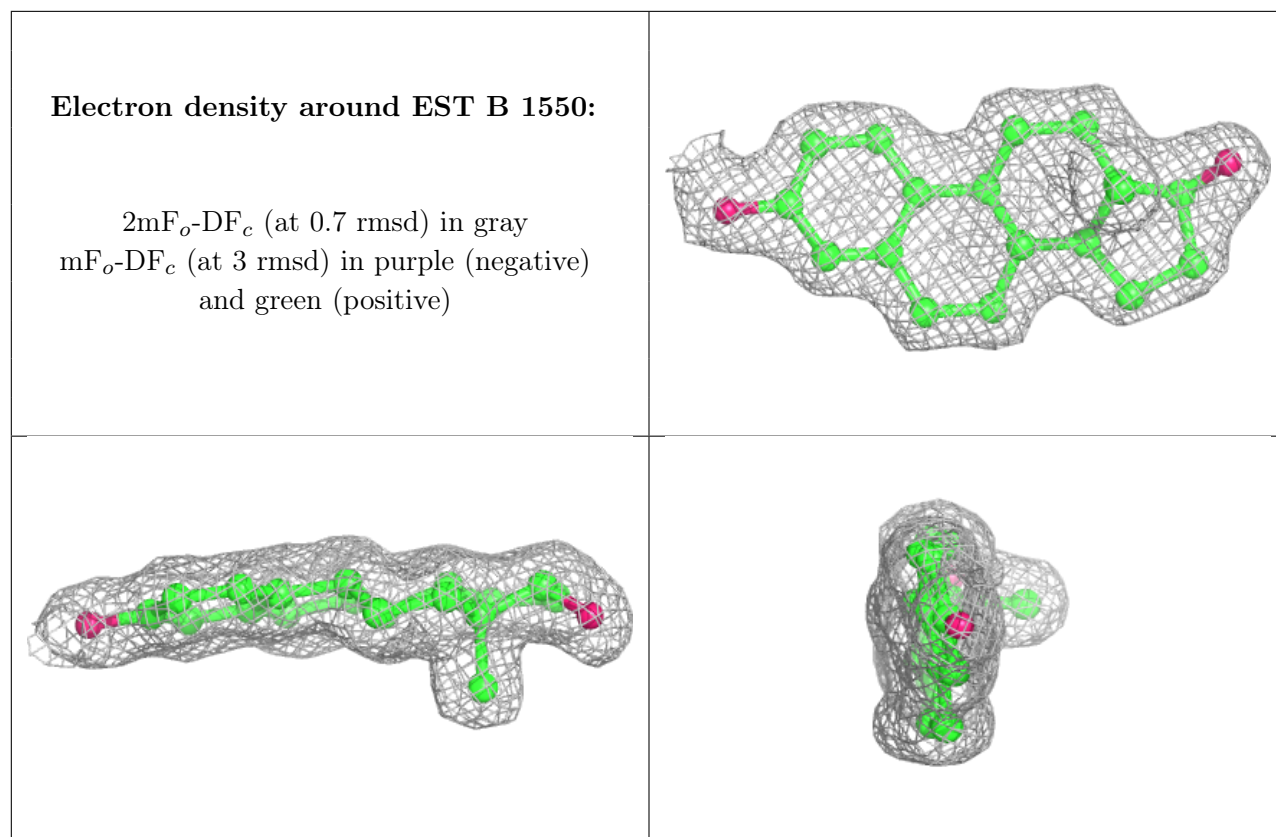 Electron density around EST B 1550:
2mFₒ-DF𝒸 (at 0.7 rmsd) in gray
mFₒ-DF𝒸 (at 3 rmsd) in purple (negative)
and green (positive)